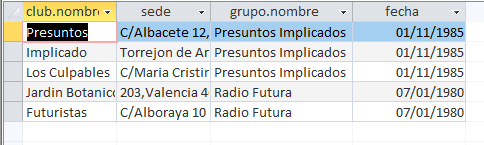 club.nombr sede grupo.nombre fecha
Presuntos C/Albacete 12, Presuntos Implicados 01/11/1985
Implicado Torrejon de Ar Presuntos Implicados 01/11/1985
Los Culpables C/Maria Cristir Presuntos Implicados 01/11/1985
Jardin Botanico 203,Valencia 46 Radio Futura 07/01/1980
Futuristas C/Alboraya 10 Radio Futura 07/01/1980